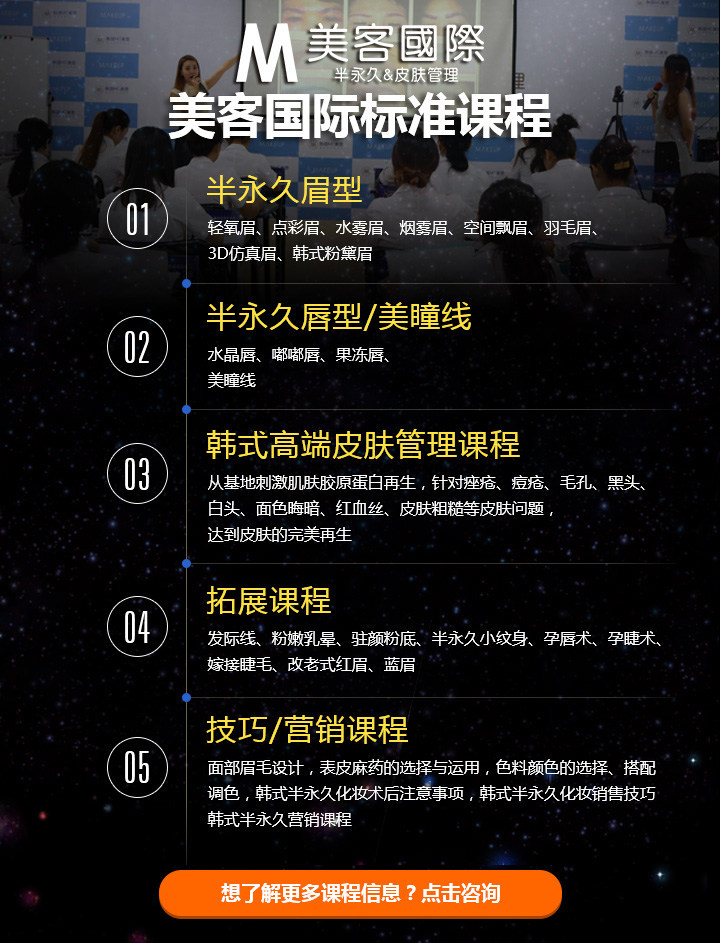 M 美客國際
半永久&皮肤管理
美客国际标准课程
01
半永久眉型
轻氧眉、点彩眉、水雾眉、烟雾眉、空间飘眉、羽毛眉、
3D仿真眉、韩式粉黛眉
02
半永久唇型/美瞳线
水晶唇、嘟嘟唇、果冻唇、
美瞳线
03
韩式高端皮肤管理课程
从基地刺激肌肤胶原蛋白再生，针对痤疮、痘疮、毛孔、黑头、
白头、面色晦暗、红血丝、皮肤粗糙等皮肤问题，
达到皮肤的完美再生
04
拓展课程
发际线、粉嫩乳晕、驻颜粉底、半永久小纹身、孕唇术、孕睫术、
嫁接睫毛、改老式红眉、蓝眉
05
技巧/营销课程
面部眉毛设计，表皮麻药的选择与运用，色料颜色的选择、搭配
调色，韩式半永久化妆术后注意事项，韩式半永久化妆销售技巧
韩式半永久营销课程
想了解更多课程信息？点击咨询